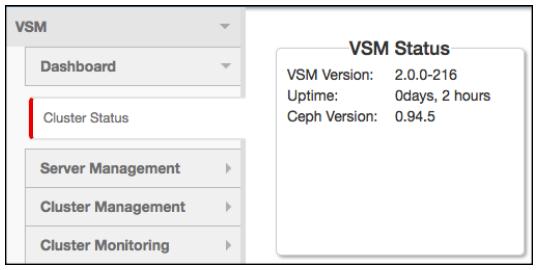 VSM
Dashboard
Cluster Status
Server Management
Cluster Management
Cluster Monitoring
VSM Status
VSM Version: 2.0.0-216
Uptime: 0days, 2 hours
Ceph Version: 0.94.5